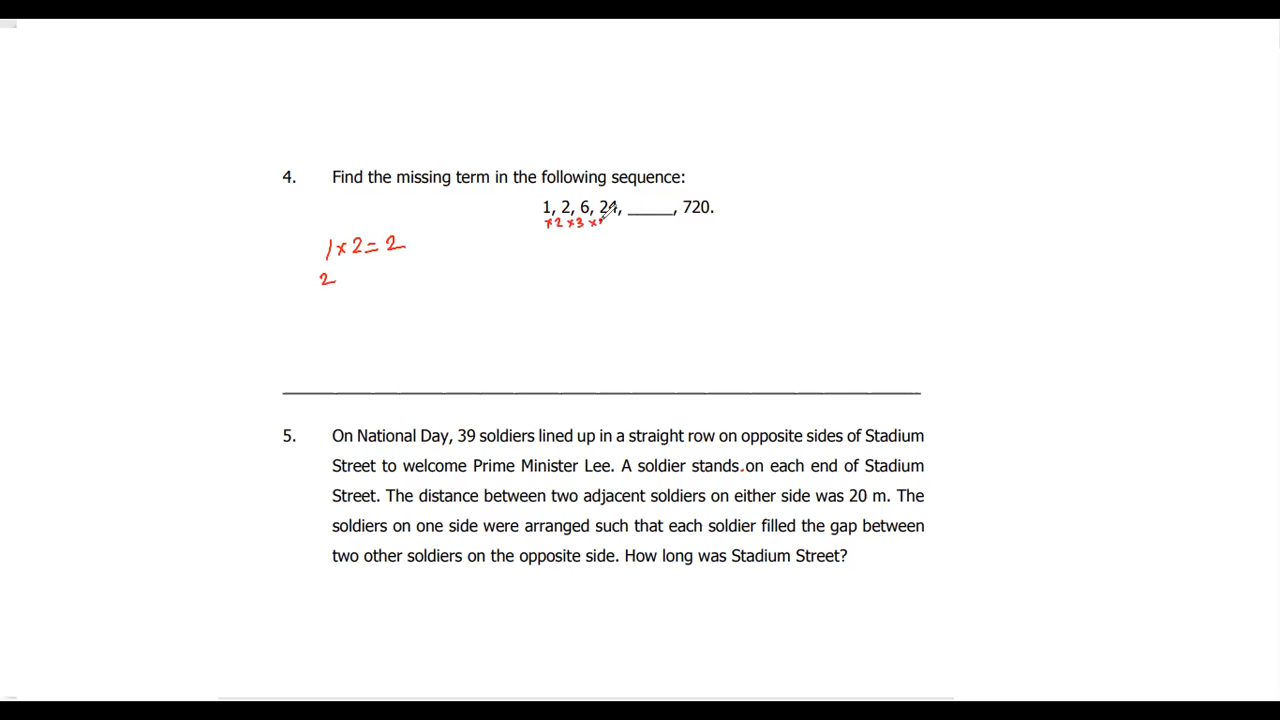 4. Find the missing term in the following sequence:
1, 2, 6, 24, _____, 720.
×2 ×3 ×
1 × 2 = 2
2
5. On National Day, 39 soldiers lined up in a straight row on opposite sides of Stadium
Street to welcome Prime Minister Lee. A soldier stands on each end of Stadium
Street. The distance between two adjacent soldiers on either side was 20 m. The
soldiers on one side were arranged such that each soldier filled the gap between
two other soldiers on the opposite side. How long was Stadium Street?